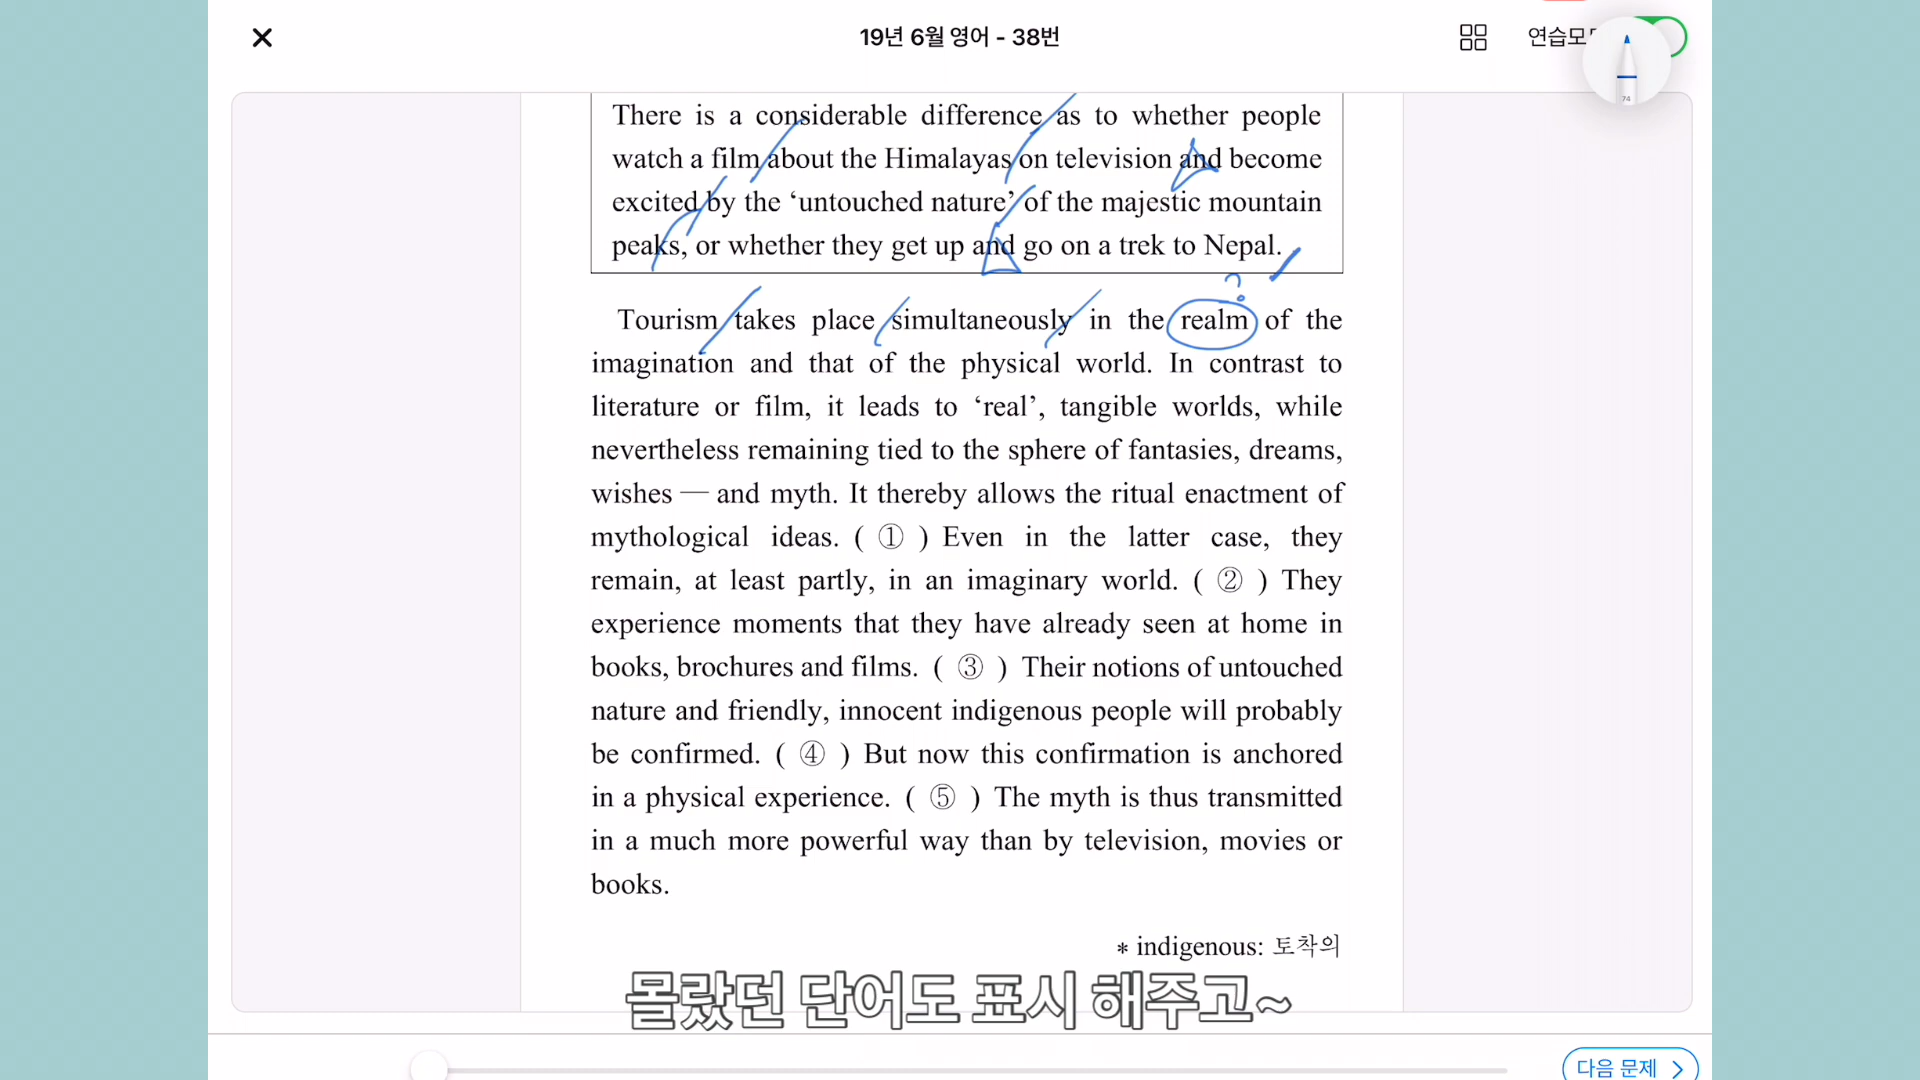 19년 6월 영어 - 38번
There is a considerable difference as to whether people
watch a film about the Himalayas on television and become
excited by the ‘untouched nature’ of the majestic mountain
peaks, or whether they get up and go on a trek to Nepal.
?
Tourism takes place simultaneously in the realm of the
imagination and that of the physical world. In contrast to
literature or film, it leads to ‘real’, tangible worlds, while
nevertheless remaining tied to the sphere of fantasies, dreams,
wishes — and myth. It thereby allows the ritual enactment of
mythological ideas. ( ① ) Even in the latter case, they
remain, at least partly, in an imaginary world. ( ② ) They
experience moments that they have already seen at home in
books, brochures and films. ( ③ ) Their notions of untouched
nature and friendly, innocent indigenous people will probably
be confirmed. ( ④ ) But now this confirmation is anchored
in a physical experience. ( ⑤ ) The myth is thus transmitted
in a much more powerful way than by television, movies or
books.
* indigenous: 토착의
몰랐던 단어도 표시 해주고~
다음 문제 >